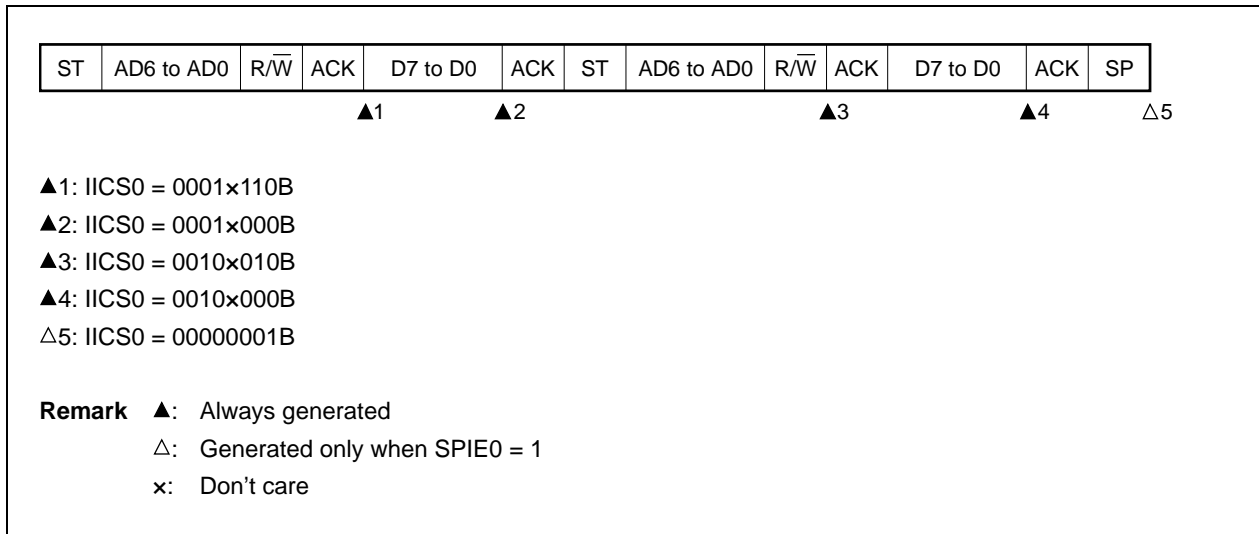 ST AD6 to AD0 R/W̅ ACK D7 to D0 ACK ST AD6 to AD0 R/W̅ ACK D7 to D0 ACK SP
▲1 ▲2 ▲3 ▲4 △5
▲1: IICS0 = 0001×110B
▲2: IICS0 = 0001×000B
▲3: IICS0 = 0010×010B
▲4: IICS0 = 0010×000B
△5: IICS0 = 00000001B
Remark ▲: Always generated
△: Generated only when SPIE0 = 1
×: Don't care